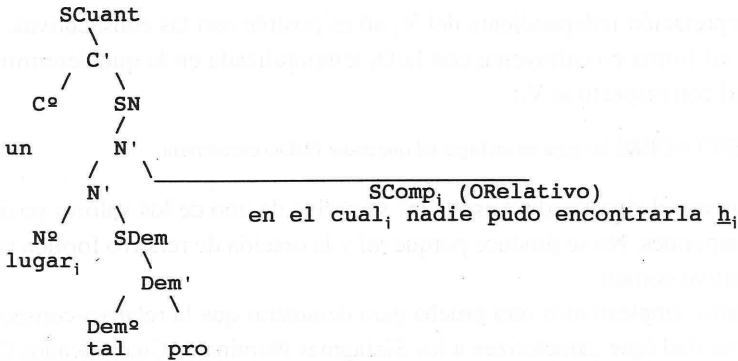 SCuant
C'
Cº SN
un N'
N' SComp_i (ORelativo)
en el cual_i nadie pudo encontrarla h_i
Nº SDem
lugar_i
Dem'
Demº
tal pro